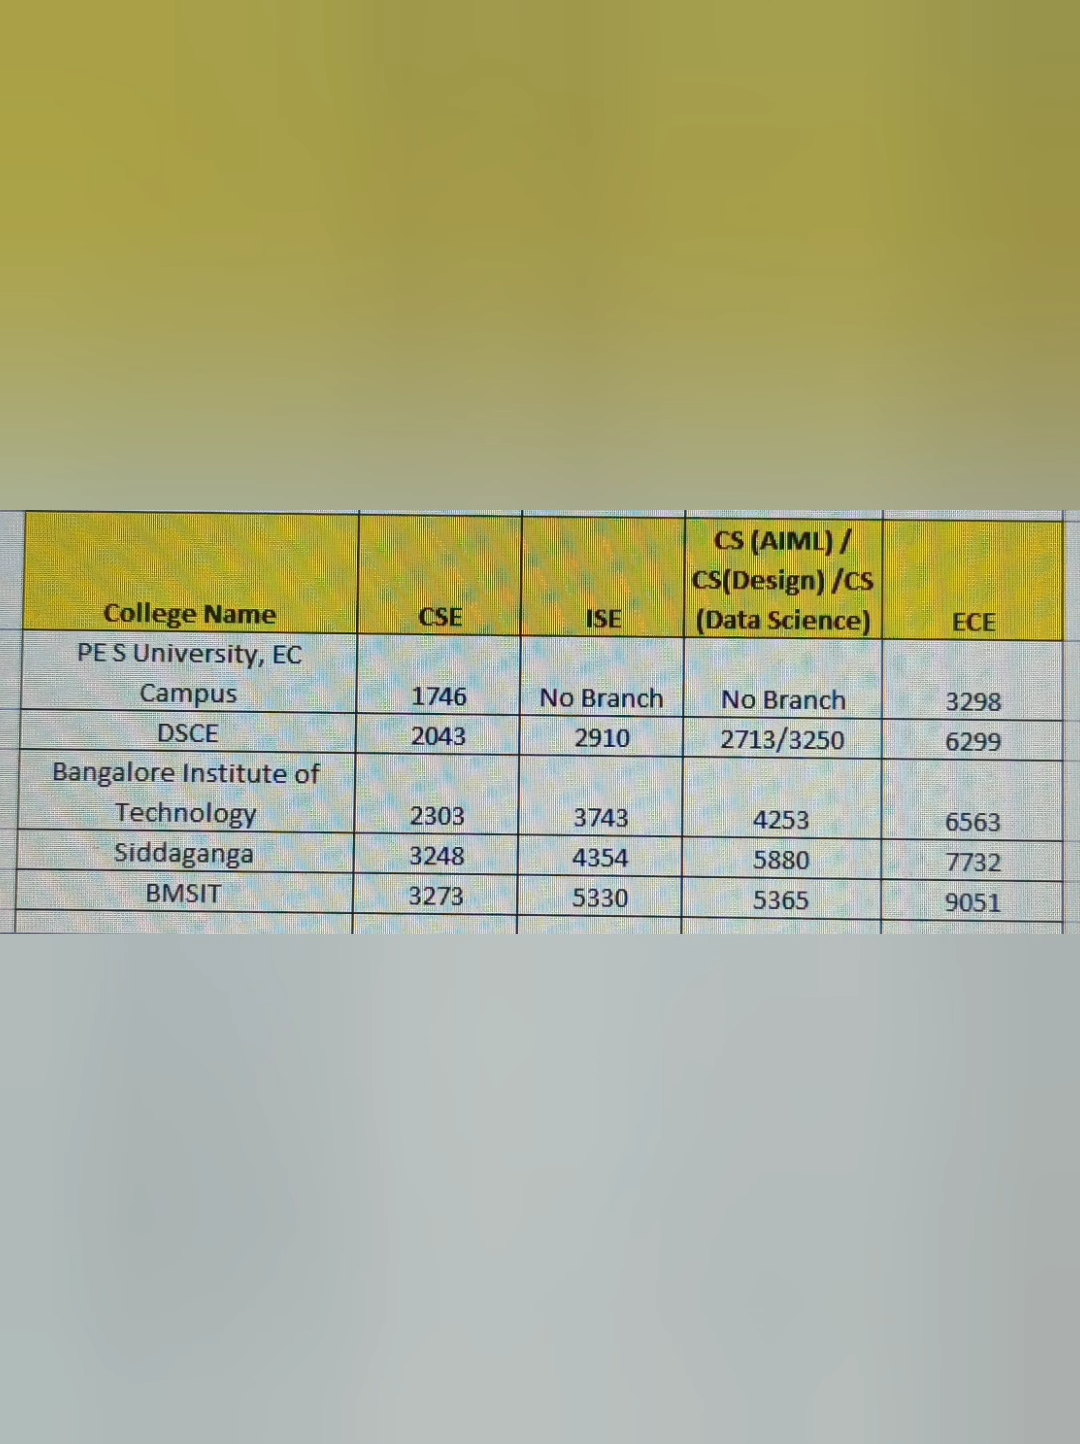 College Name CSE ISE CS (AIML) / CS(Design) /CS (Data Science) ECE
PE S University, EC
Campus 1746 No Branch No Branch 3298
DSCE 2043 2910 2713/3250 6299
Bangalore Institute of
Technology 2303 3743 4253 6563
Siddaganga 3248 4354 5880 7732
BMSIT 3273 5330 5365 9051